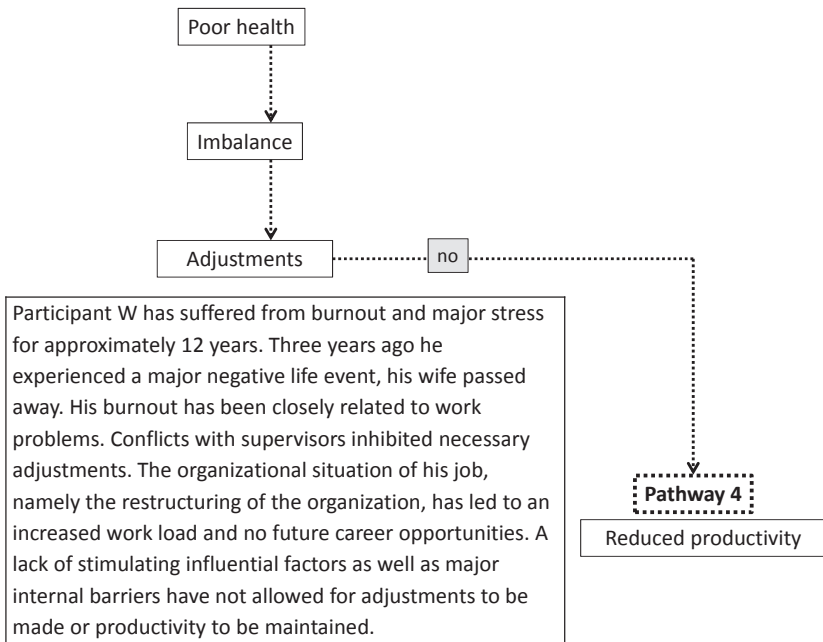 Poor health
Imbalance
Adjustments
no
Participant W has suffered from burnout and major stress
for approximately 12 years. Three years ago he
experienced a major negative life event, his wife passed
away. His burnout has been closely related to work
problems. Conflicts with supervisors inhibited necessary
adjustments. The organizational situation of his job,
namely the restructuring of the organization, has led to an
increased work load and no future career opportunities. A
lack of stimulating influential factors as well as major
internal barriers have not allowed for adjustments to be
made or productivity to be maintained.
Pathway 4
Reduced productivity